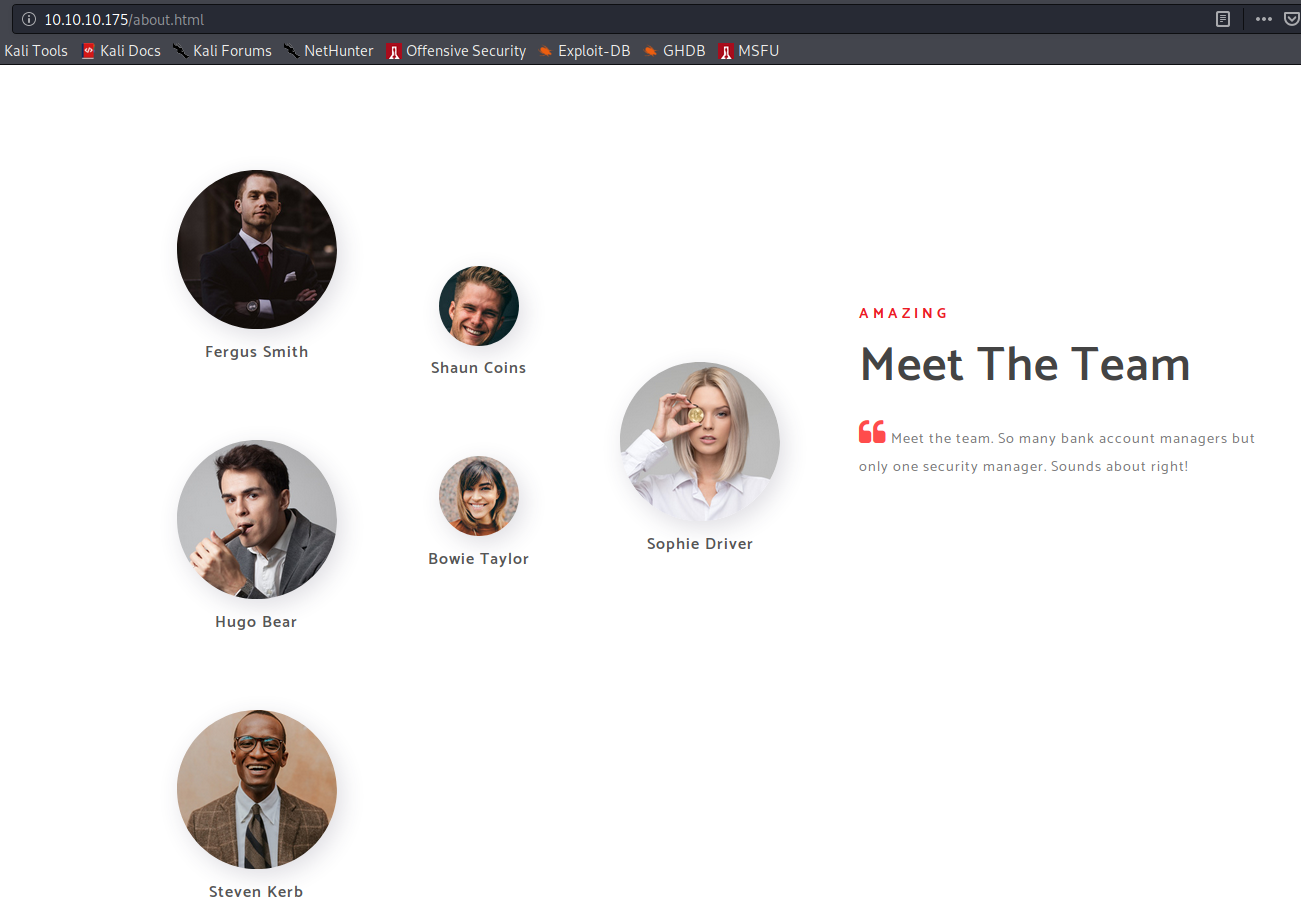 10.10.10.175/about.html
Kali Tools Kali Docs Kali Forums NetHunter Offensive Security Exploit-DB GHDB MSFU
Fergus Smith
Shaun Coins
Sophie Driver
Hugo Bear
Bowie Taylor
Steven Kerb
AMAZING
Meet The Team
❝ Meet the team. So many bank account managers but
only one security manager. Sounds about right!